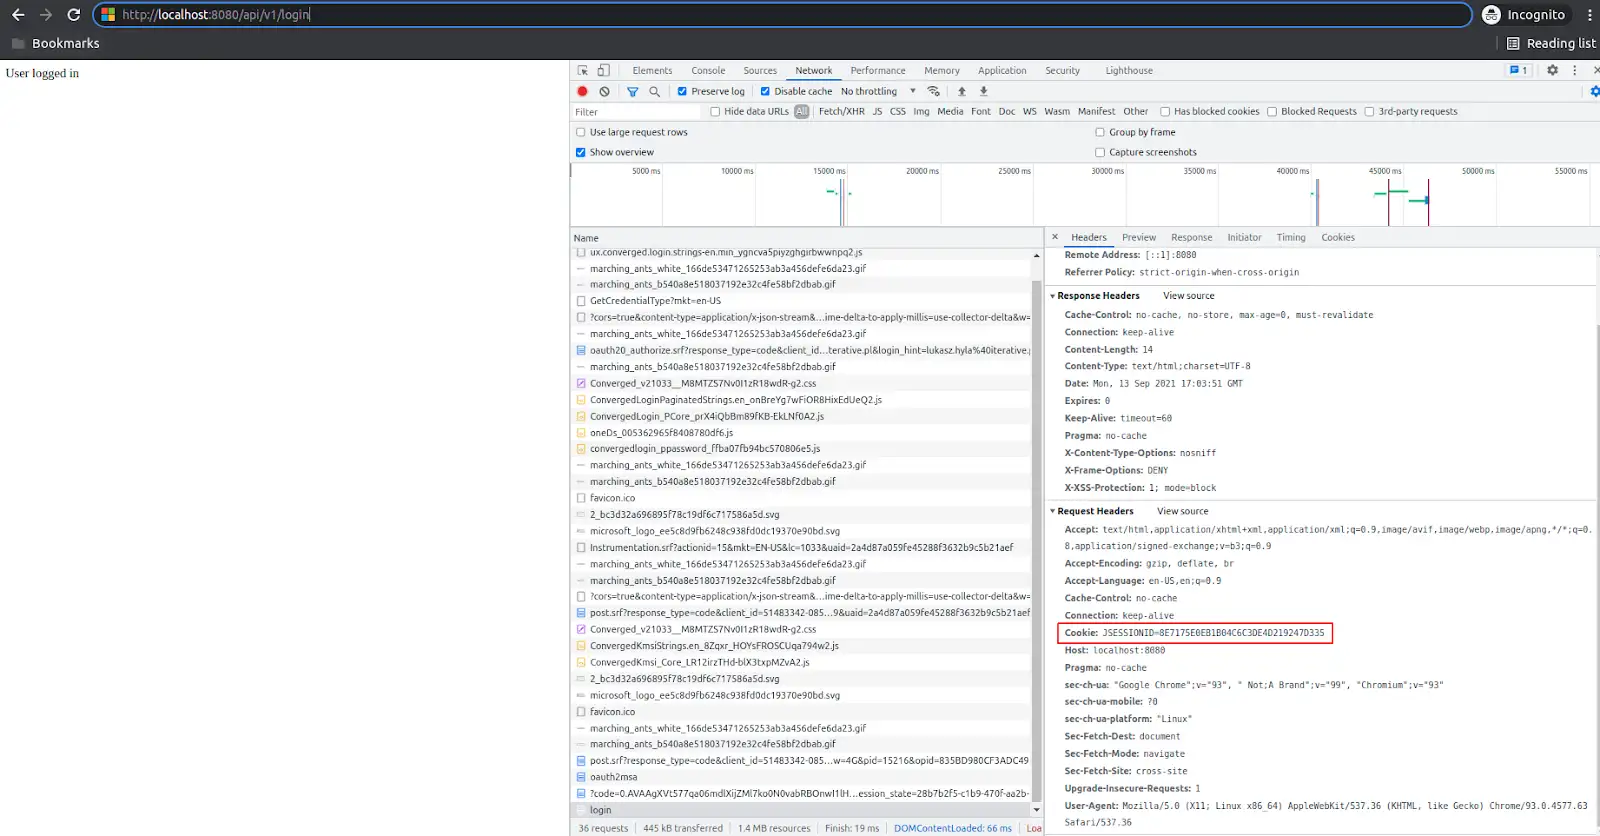 http://localhost:8080/api/v1/login
Incognito
Bookmarks
Reading list
User logged in
Elements Console Sources Network Performance Memory Application Security Lighthouse
1
Preserve log Disable cache No throttling
Filter
Hide data URLs All Fetch/XHR JS CSS Img Media Font Doc WS Wasm Manifest Other Has blocked cookies Blocked Requests 3rd-party requests
Use large request rows
Group by frame
Show overview
Capture screenshots
5000 ms 10000 ms 15000 ms 20000 ms 25000 ms 30000 ms 35000 ms 40000 ms 45000 ms 50000 ms 55000 ms
Name
ux.converged.login.strings-en.min_ygncva5piyzghgirbwwnpq2.js
marching_ants_white_166de53471265253ab3a456defe6da23.gif
marching_ants_b540a8e518037192e32c4fe58bf2dbab.gif
GetCredentialType?mkt=en-US
?cors=true&content-type=application/x-json-stream&...ime-delta-to-apply-millis=use-collector-delta&w=
marching_ants_white_166de53471265253ab3a456defe6da23.gif
oauth20_authorize.srf?response_type=code&client_id...terative.pl&login_hint=lukasz.hyla%40iterative.
marching_ants_b540a8e518037192e32c4fe58bf2dbab.gif
Converged_v21033__M8MTZS7Nv0I1zR18wdR-g2.css
ConvergedLoginPaginatedStrings.en_onBreYg7wFiOR8HixEdUeQ2.js
ConvergedLogin_PCore_prX4iQbBm89fKB-EkLNf0A2.js
oneDs_005362965f8408780df6.js
convergedlogin_ppassword_ffba07fb94bc570806e5.js
marching_ants_white_166de53471265253ab3a456defe6da23.gif
marching_ants_b540a8e518037192e32c4fe58bf2dbab.gif
favicon.ico
2_bc3d32a696895f78c19df6c717586a5d.svg
microsoft_logo_ee5c8d9fb6248c938fd0dc19370e90bd.svg
Instrumentation.srf?actionid=15&mkt=EN-US&lc=1033&uaid=2a4d87a059fe45288f3632b9c5b21aef
marching_ants_white_166de53471265253ab3a456defe6da23.gif
marching_ants_b540a8e518037192e32c4fe58bf2dbab.gif
?cors=true&content-type=application/x-json-stream&...ime-delta-to-apply-millis=use-collector-delta&w=
post.srf?response_type=code&client_id=51483342-085...9&uaid=2a4d87a059fe45288f3632b9c5b21aef
Converged_v21033__M8MTZS7Nv0I1zR18wdR-g2.css
ConvergedKmsiStrings.en_8Zqxr_HOYsFROSCUqa794w2.js
ConvergedKmsi_Core_LR12irzTHd-blX3txpMZvA2.js
2_bc3d32a696895f78c19df6c717586a5d.svg
microsoft_logo_ee5c8d9fb6248c938fd0dc19370e90bd.svg
favicon.ico
marching_ants_white_166de53471265253ab3a456defe6da23.gif
marching_ants_b540a8e518037192e32c4fe58bf2dbab.gif
post.srf?response_type=code&client_id=51483342-085...w=4G&pid=15216&opid=835BD980CF3ADC49
oauth2msa
?code=0.AVAAgXVt577qa06mdlXijZMl7ko0N0vabRBOnwI1lH...ession_state=28b7b2f5-c1b9-470f-aa2b-
login
36 requests 445 kB transferred 1.4 MB resources Finish: 19 ms DOMContentLoaded: 66 ms Loa
Headers Preview Response Initiator Timing Cookies
Remote Address: [::1]:8080
Referrer Policy: strict-origin-when-cross-origin
Response Headers View source
Cache-Control: no-cache, no-store, max-age=0, must-revalidate
Connection: keep-alive
Content-Length: 14
Content-Type: text/html;charset=UTF-8
Date: Mon, 13 Sep 2021 17:03:51 GMT
Expires: 0
Keep-Alive: timeout=60
Pragma: no-cache
X-Content-Type-Options: nosniff
X-Frame-Options: DENY
X-XSS-Protection: 1; mode=block
Request Headers View source
Accept: text/html,application/xhtml+xml,application/xml;q=0.9,image/avif,image/webp,image/apng,*/*;q=0.
8,application/signed-exchange;v=b3;q=0.9
Accept-Encoding: gzip, deflate, br
Accept-Language: en-US,en;q=0.9
Cache-Control: no-cache
Connection: keep-alive
Cookie: JSESSIONID=8E7175E0EB1B04C6C3DE4D219247D335
Host: localhost:8080
Pragma: no-cache
sec-ch-ua: "Google Chrome";v="93", " Not;A Brand";v="99", "Chromium";v="93"
sec-ch-ua-mobile: ?0
sec-ch-ua-platform: "Linux"
Sec-Fetch-Dest: document
Sec-Fetch-Mode: navigate
Sec-Fetch-Site: cross-site
Upgrade-Insecure-Requests: 1
User-Agent: Mozilla/5.0 (X11; Linux x86_64) AppleWebKit/537.36 (KHTML, like Gecko) Chrome/93.0.4577.63
Safari/537.36